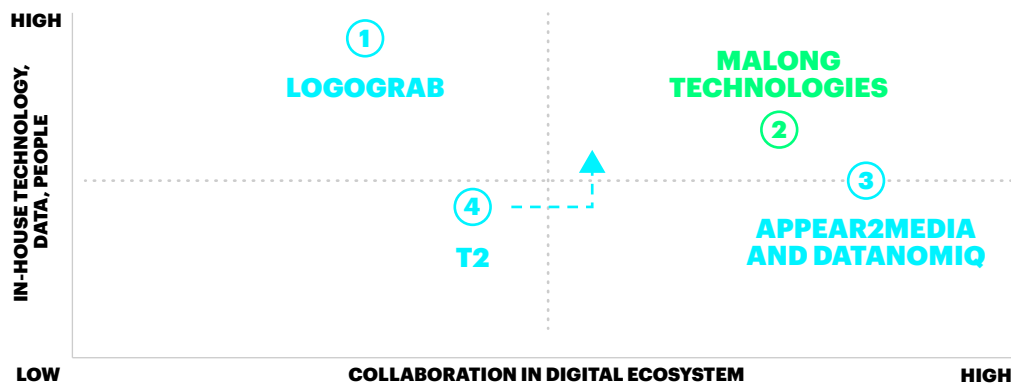 HIGH
IN-HOUSE TECHNOLOGY,
DATA, PEOPLE
1
LOGOGRAB
MALONG
TECHNOLOGIES
2
3
APPEAR2MEDIA
AND DATANOMIQ
4
T2
LOW
COLLABORATION IN DIGITAL ECOSYSTEM
HIGH